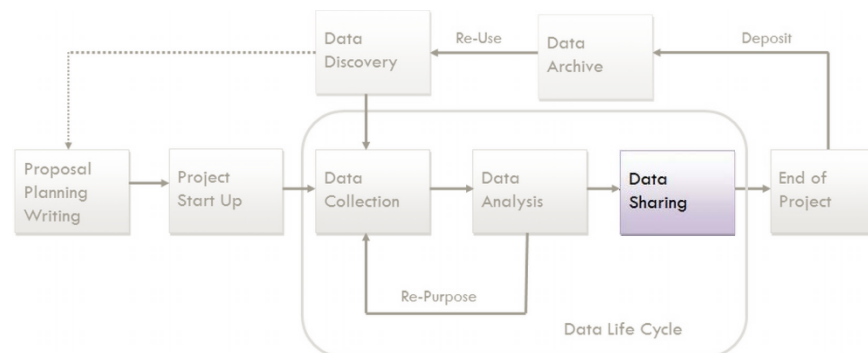 Data
Discovery
Re-Use
Data
Archive
Deposit
Proposal
Planning
Writing
Project
Start Up
Data
Collection
Data
Analysis
Data
Sharing
End of
Project
Re-Purpose
Data Life Cycle